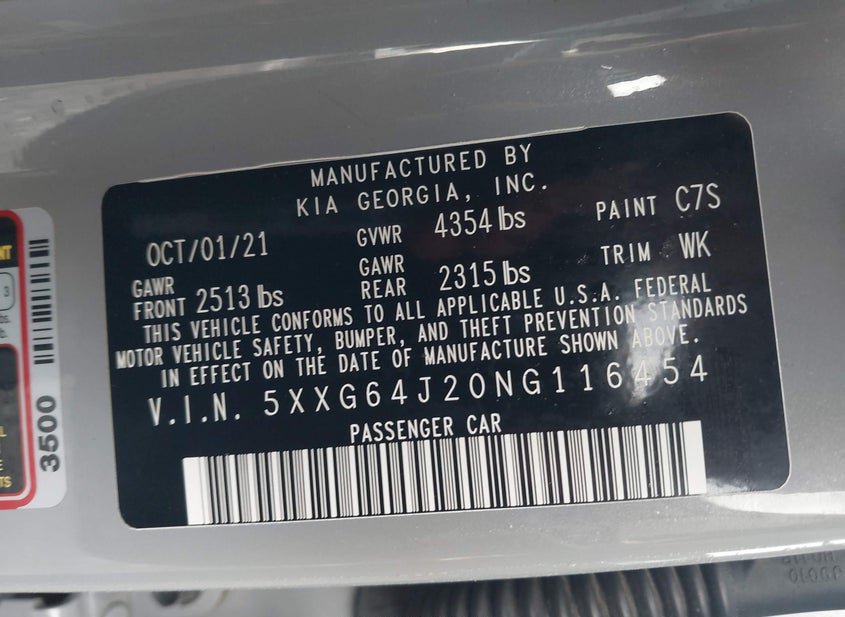 MANUFACTURED BY
KIA GEORGIA, INC.
OCT/01/21 GVWR 4354 lbs PAINT C7S
GAWR FRONT 2513 lbs GAWR REAR 2315 lbs TRIM WK
THIS VEHICLE CONFORMS TO ALL APPLICABLE U.S.A. FEDERAL
MOTOR VEHICLE SAFETY, BUMPER, AND THEFT PREVENTION STANDARDS
IN EFFECT ON THE DATE OF MANUFACTURE SHOWN ABOVE.
V.I.N. 5XXG64J20NG116454
PASSENGER CAR
3500
3